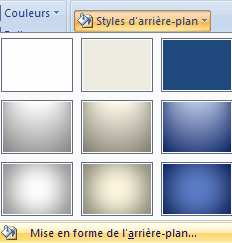 Couleurs
Styles d'arrière-plan
Mise en forme de l'arrière-plan...